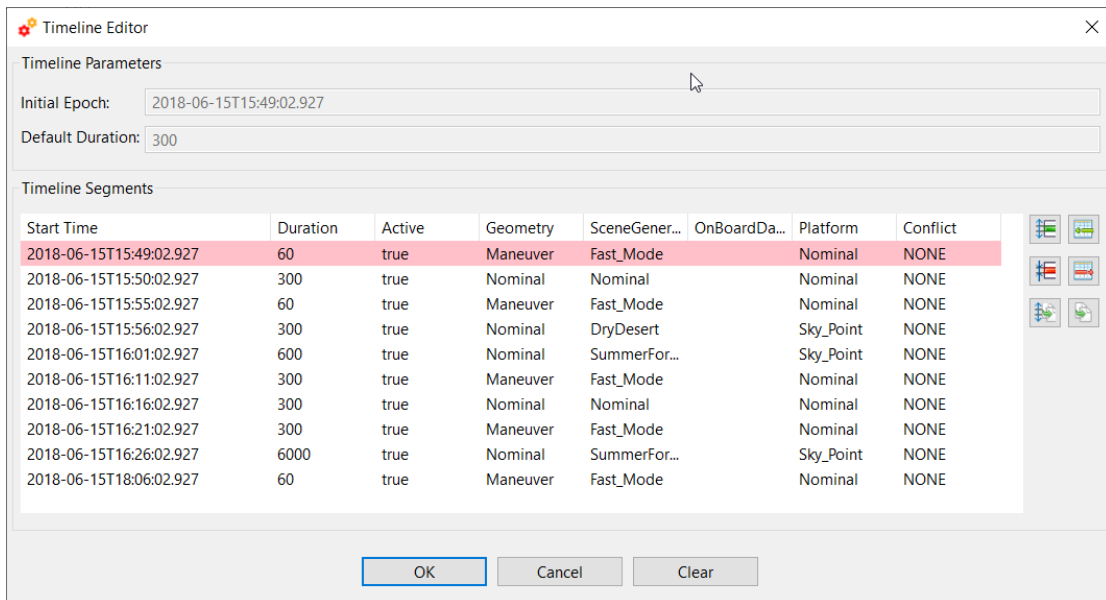 Timeline Editor
Timeline Parameters
Initial Epoch: 2018-06-15T15:49:02.927
Default Duration: 300
Timeline Segments
Start Time Duration Active Geometry SceneGener... OnBoardDa... Platform Conflict
2018-06-15T15:49:02.927 60 true Maneuver Fast_Mode Nominal NONE
2018-06-15T15:50:02.927 300 true Nominal Nominal Nominal NONE
2018-06-15T15:55:02.927 60 true Maneuver Fast_Mode Nominal NONE
2018-06-15T15:56:02.927 300 true Nominal DryDesert Sky_Point NONE
2018-06-15T16:01:02.927 600 true Nominal SummerFor... Sky_Point NONE
2018-06-15T16:11:02.927 300 true Maneuver Fast_Mode Nominal NONE
2018-06-15T16:16:02.927 300 true Nominal Nominal Nominal NONE
2018-06-15T16:21:02.927 300 true Maneuver Fast_Mode Nominal NONE
2018-06-15T16:26:02.927 6000 true Nominal SummerFor... Sky_Point NONE
2018-06-15T18:06:02.927 60 true Maneuver Fast_Mode Nominal NONE
OK Cancel Clear